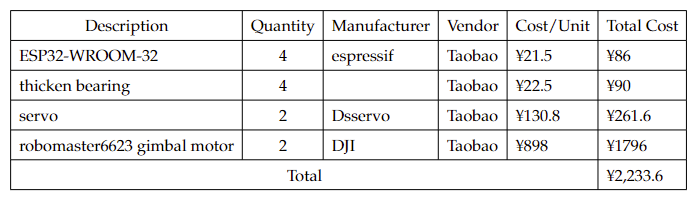 Description Quantity Manufacturer Vendor Cost/Unit Total Cost
ESP32-WROOM-32 4 espressif Taobao ¥21.5 ¥86
thicken bearing 4 Taobao ¥22.5 ¥90
servo 2 Dsservo Taobao ¥130.8 ¥261.6
robomaster6623 gimbal motor 2 DJI Taobao ¥898 ¥1796
Total ¥2,233.6